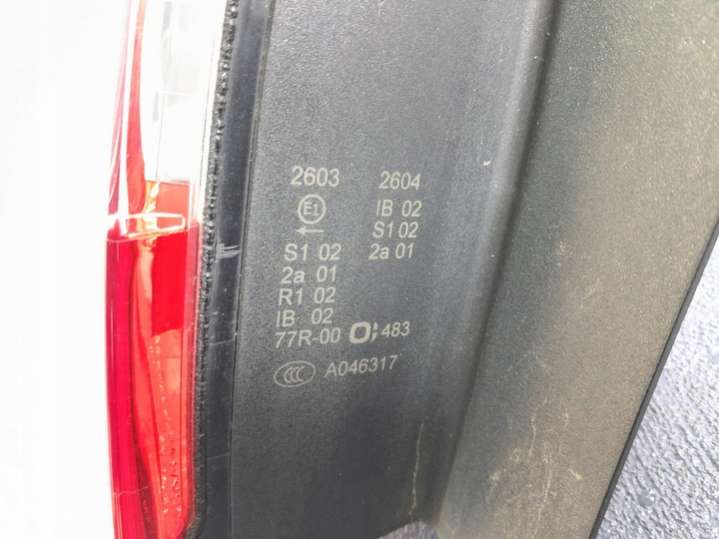 2603 2604
E1 IB 02
S1 02
S1 02 2a 01
2a 01
R1 02
IB 02
77R-00 483
CCC A046317